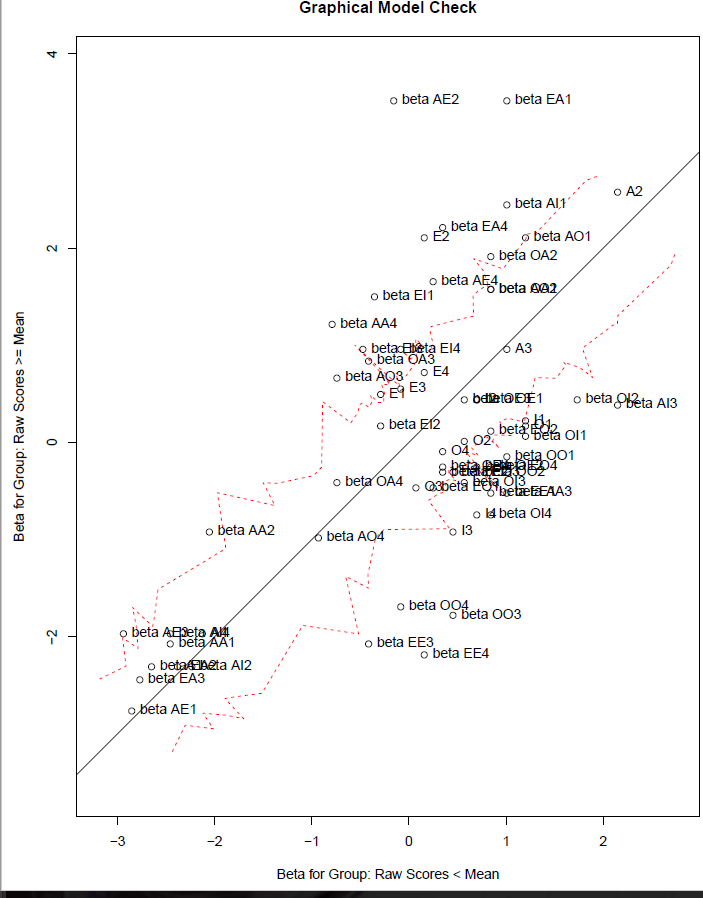 Graphical Model Check
4
beta AE2
beta EA1
A2
beta AI1
beta EA4
E2
beta AO1
2
beta OA2
beta AE4
beta EI1
beta AA4
beta EI4
A3
beta OA3
E4
beta AO3
E3
E1
beta OI2
beta AI3
I1
beta EI2
beta OI1
0
O2
O4
beta OO1
beta OA4
O3
beta EO1
beta OI3
I4
beta OI4
beta AA2
I3
beta AO4
beta OO4
beta OO3
−2
beta AE3
beta AA1
beta EE3
beta EE4
beta AI2
beta EA3
beta AE1
−3
−2
−1
0
1
2
Beta for Group: Raw Scores >= Mean
Beta for Group: Raw Scores < Mean